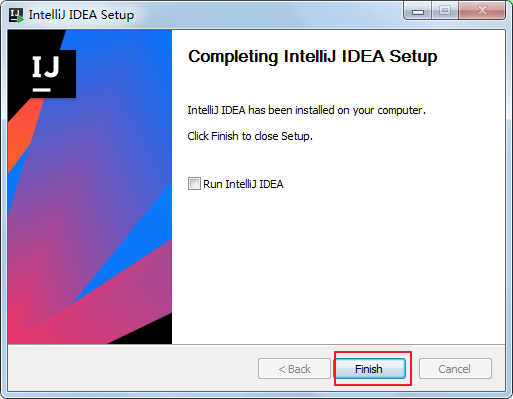 IntelliJ IDEA Setup
IJ
Completing IntelliJ IDEA Setup
IntelliJ IDEA has been installed on your computer.
Click Finish to close Setup.
Run IntelliJ IDEA
< Back
Finish
Cancel